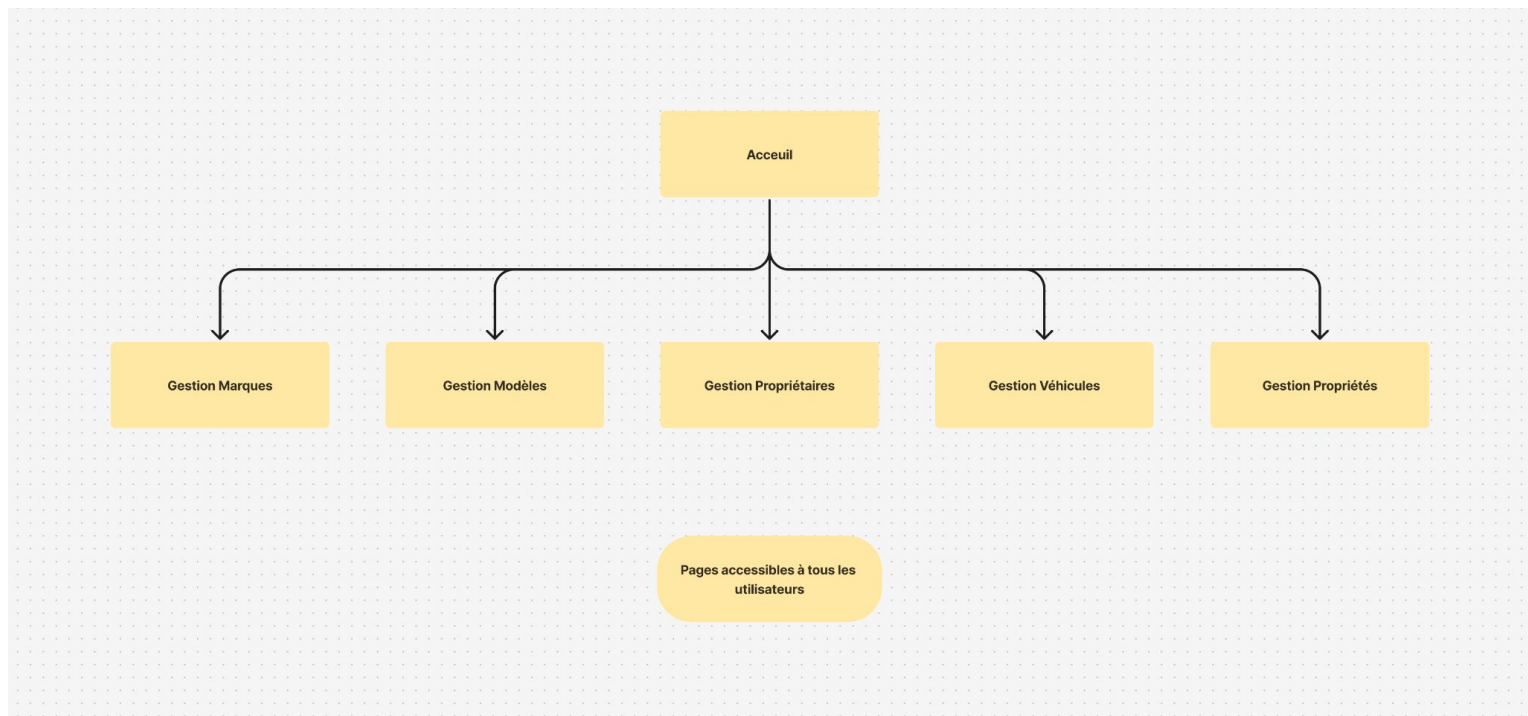 Acceuil
Gestion Marques
Gestion Modèles
Gestion Propriétaires
Gestion Véhicules
Gestion Propriétés
Pages accessibles à tous les
utilisateurs